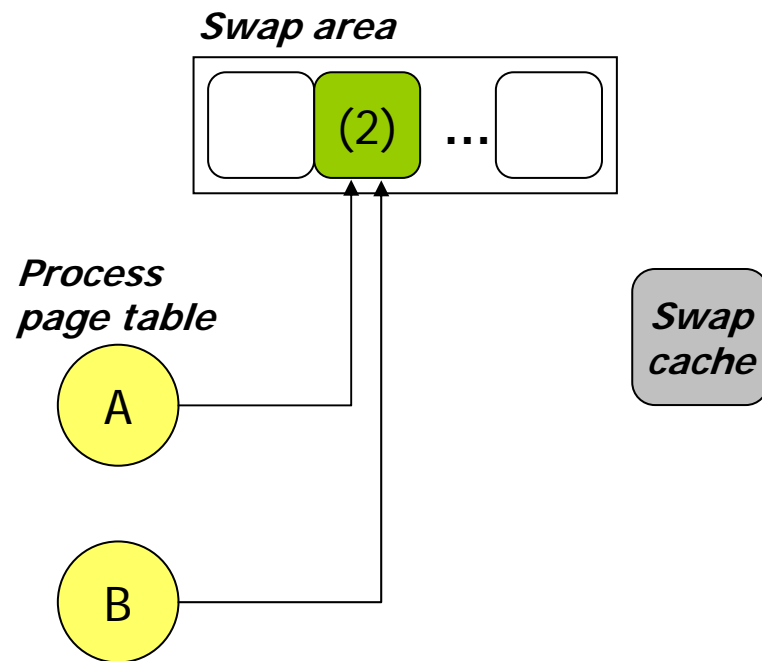 Swap area
(2)
...
Process
page table
A
Swap
cache
B